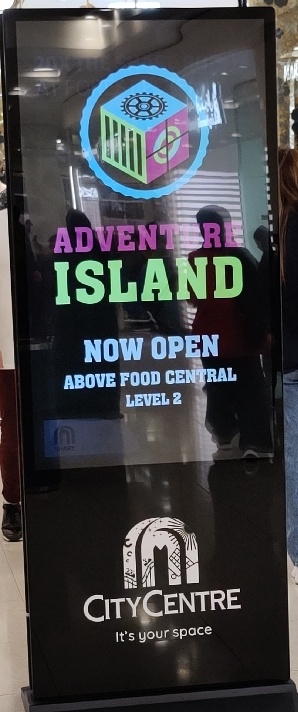 ADVENTURE
ISLAND
NOW OPEN
ABOVE FOOD CENTRAL
LEVEL 2
CITYCENTRE
It's your space